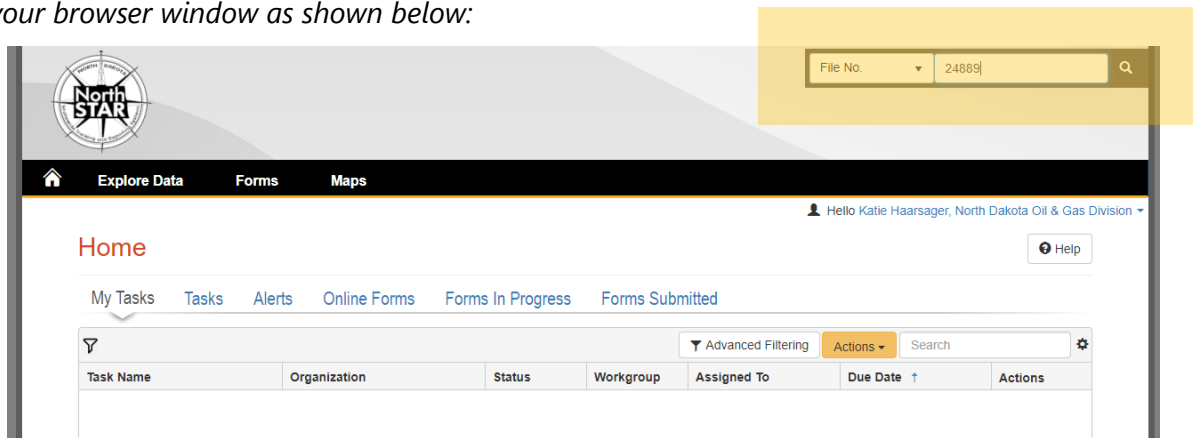 your browser window as shown below:
NORTH DAKOTA
North
STAR
File No. 24889
Explore Data Forms Maps
Hello Katie Haarsager, North Dakota Oil & Gas Division
Home
Help
My Tasks Tasks Alerts Online Forms Forms In Progress Forms Submitted
Advanced Filtering Actions Search
Task Name Organization Status Workgroup Assigned To Due Date ↑ Actions